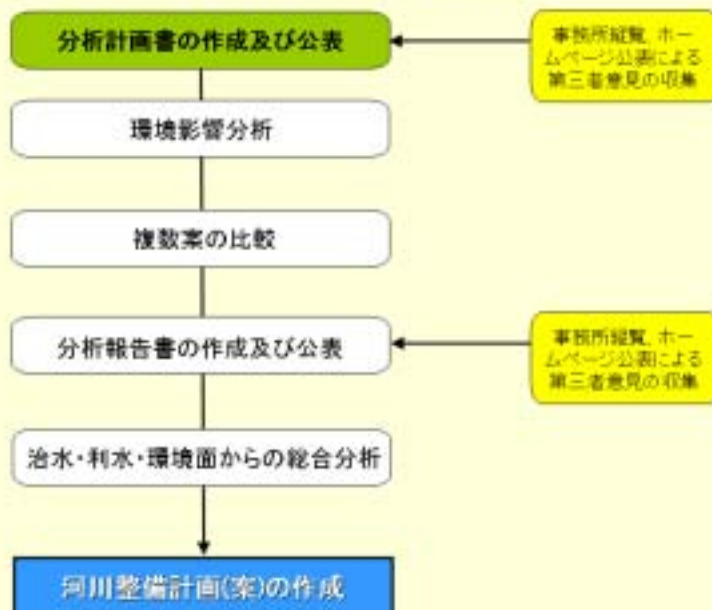 分析計画書の作成及び公表
事務所縦覧、ホー
ムページ公表による
第三者意見の収集
環境影響分析
複数案の比較
分析報告書の作成及び公表
事務所縦覧、ホー
ムページ公表による
第三者意見の収集
治水・利水・環境面からの総合分析
河川整備計画(案)の作成